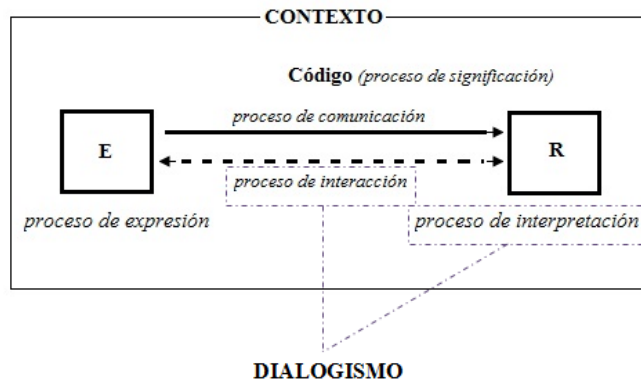 CONTEXTO
Código (proceso de significación)
proceso de comunicación
E
R
proceso de interacción
proceso de expresión
proceso de interpretación
DIALOGISMO